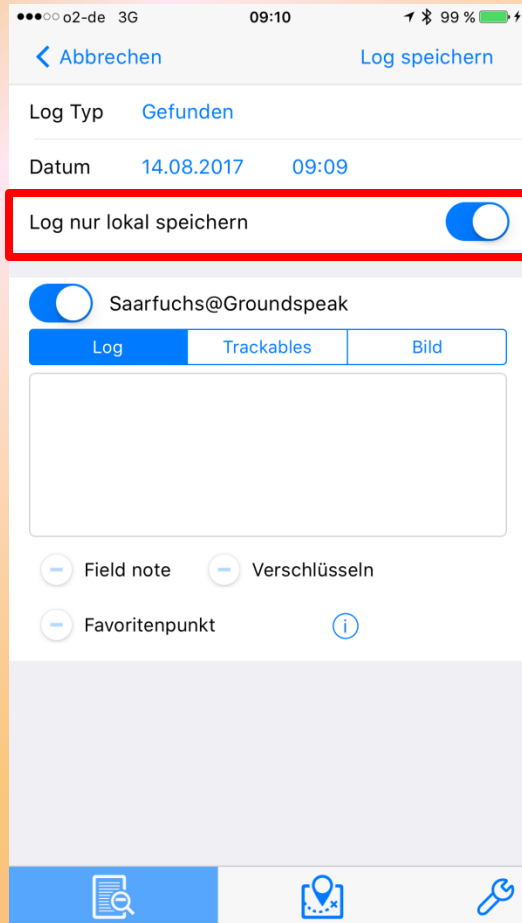 o2-de 3G 09:10 99 %
Abbrechen Log speichern
Log Typ Gefunden
Datum 14.08.2017 09:09
Log nur lokal speichern
Saarfuchs@Groundspeak
Log Trackables Bild
Field note Verschlüsseln
Favoritenpunkt